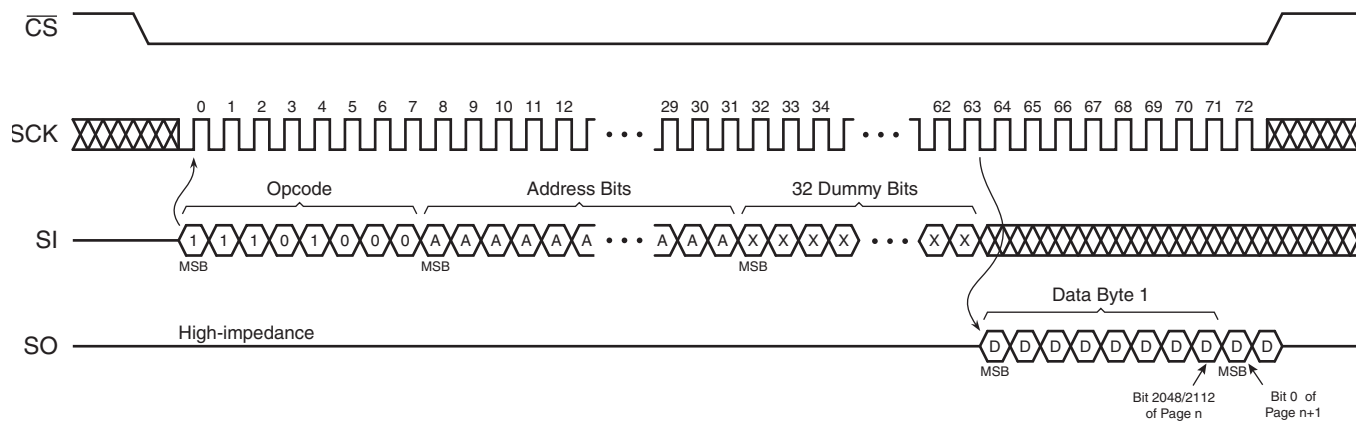 CS
0 1 2 3 4 5 6 7 8 9 10 11 12 29 30 31 32 33 34 62 63 64 65 66 67 68 69 70 71 72
SCK • • • • • •
Opcode Address Bits 32 Dummy Bits
SI 1 1 1 0 1 0 0 0 A A A A A A • • • A A A X X X X • • • X X
MSB MSB MSB
Data Byte 1
High-impedance
SO D D D D D D D D D D
MSB MSB
Bit 2048/2112 Bit 0 of
of Page n Page n+1